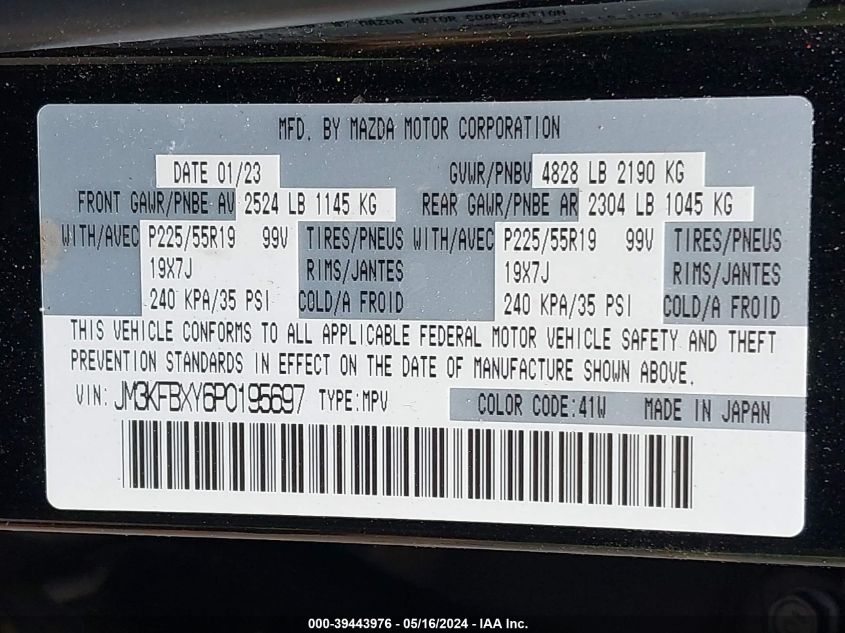 MFD. BY MAZDA MOTOR CORPORATION
DATE 01/23 GVWR/PNBV 4828 LB 2190 KG
FRONT GAWR/PNBE AV 2524 LB 1145 KG REAR GAWR/PNBE AR 2304 LB 1045 KG
WITH/AVEC P225/55R19 99V TIRES/PNEUS WITH/AVEC P225/55R19 99V TIRES/PNEUS
19X7J RIMS/JANTES 19X7J RIMS/JANTES
240 KPA/35 PSI COLD/A FROID 240 KPA/35 PSI COLD/A FROID
THIS VEHICLE CONFORMS TO ALL APPLICABLE FEDERAL MOTOR VEHICLE SAFETY AND THEFT
PREVENTION STANDARDS IN EFFECT ON THE DATE OF MANUFACTURE SHOWN ABOVE.
VIN: JM3KFBXY6P0195697 TYPE:MPV COLOR CODE:41W MADE IN JAPAN
000-39443976 - 05/16/2024 - IAA Inc.